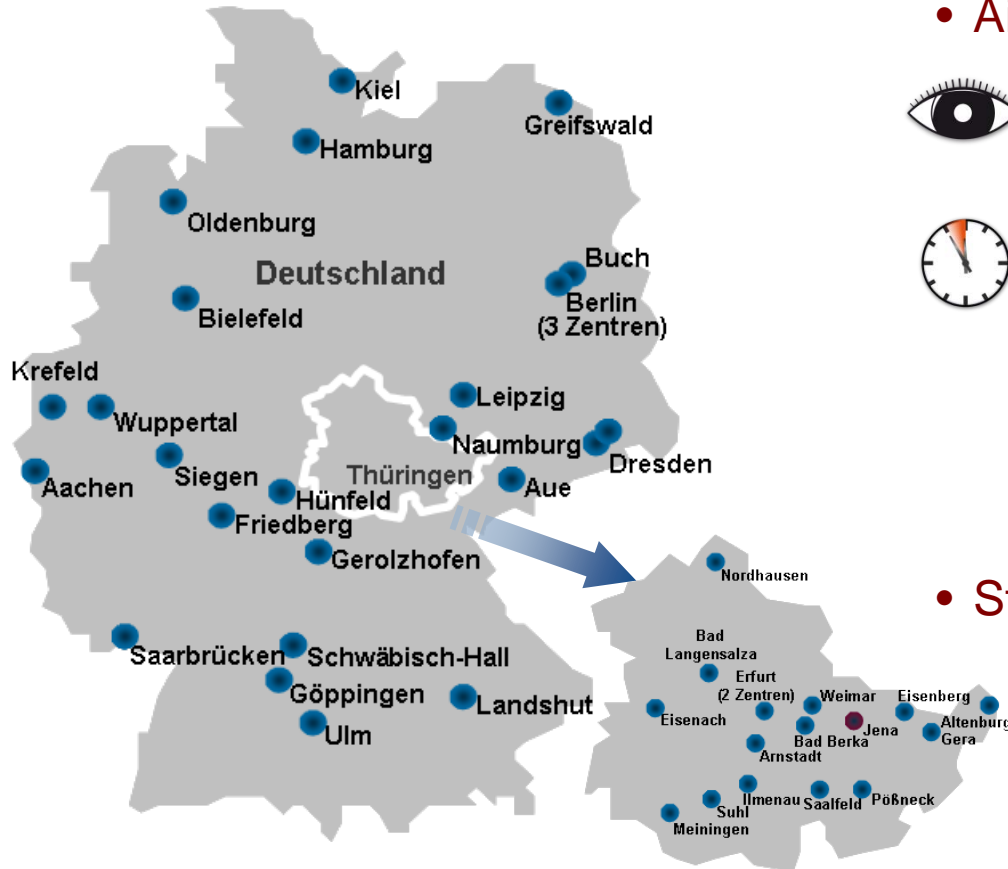 • A
Kiel
Greifswald
Hamburg
Oldenburg
Deutschland
Buch
Berlin
(3 Zentren)
Bielefeld
Krefeld
Leipzig
Wuppertal
Naumburg
Dresden
Siegen
Thüringen
Aachen
Aue
Hünfeld
Friedberg
Gerolzhofen
Nordhausen
• S
Bad
Langensalza
Saarbrücken
Schwäbisch-Hall
Erfurt
(2 Zentren)
Göppingen
Landshut
Weimar
Eisenberg
Eisenach
Altenburg
Jena
Gera
Ulm
Bad Berka
Arnstadt
Ilmenau
Saalfeld
Pößneck
Suhl
Meiningen